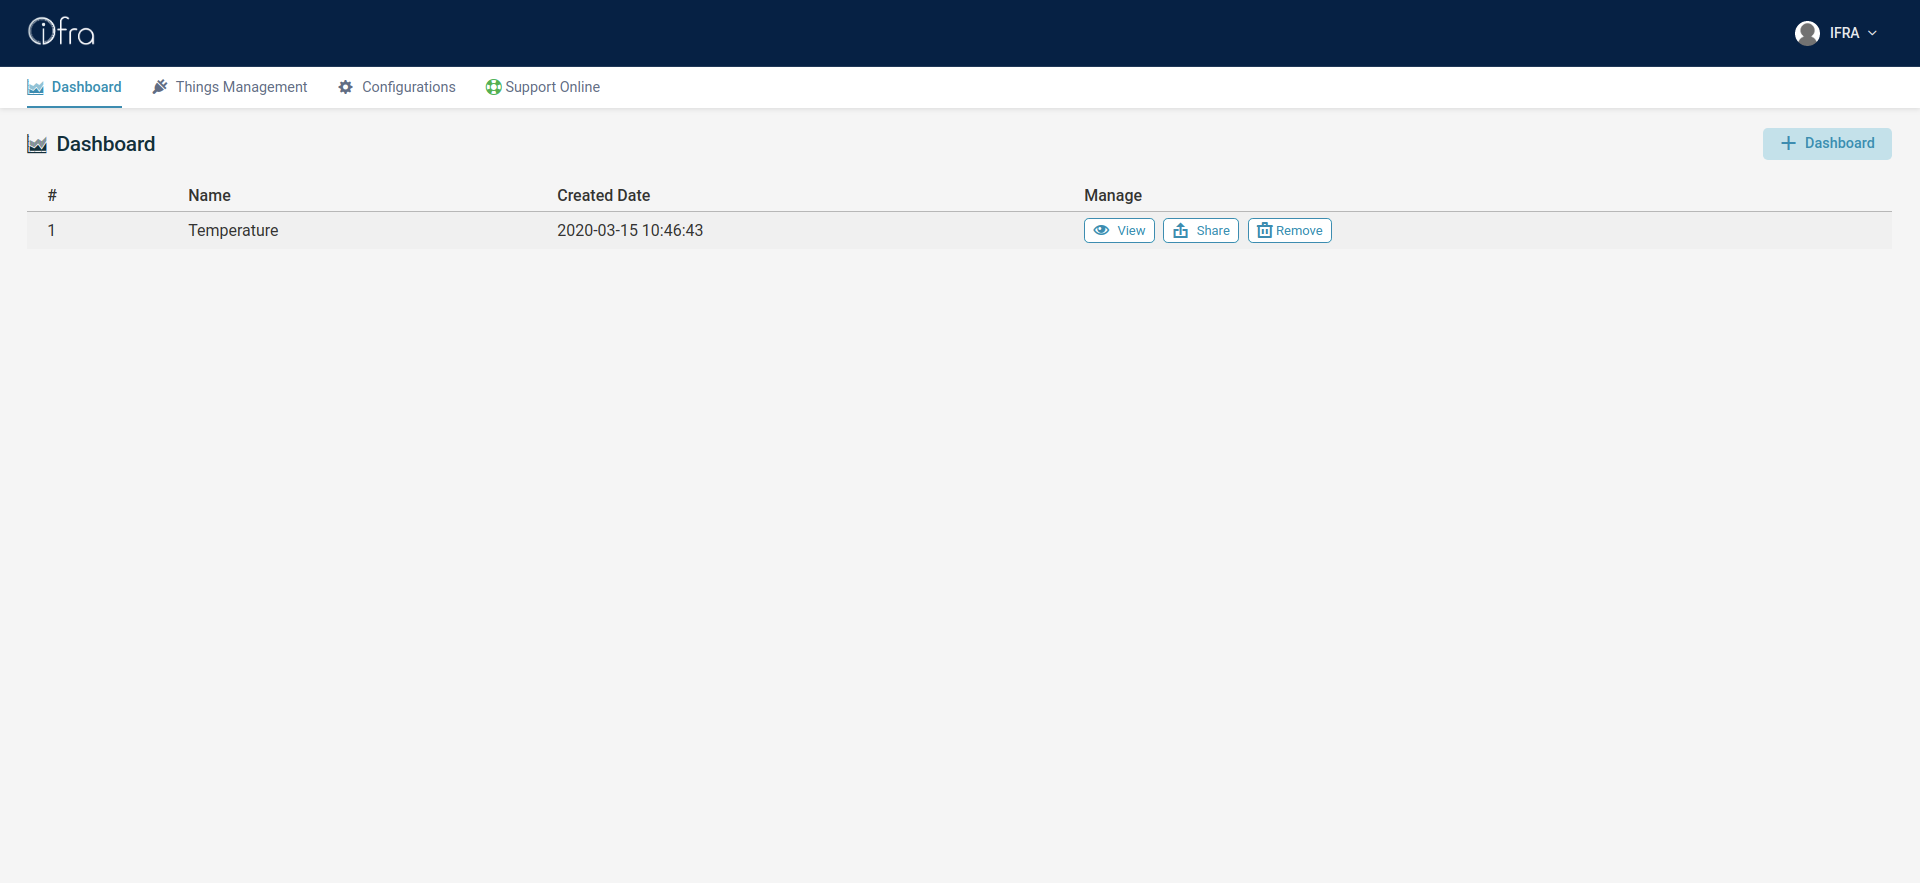 ifra
IFRA
Dashboard Things Management Configurations Support Online
Dashboard
+ Dashboard
# Name Created Date Manage
1 Temperature 2020-03-15 10:46:43 View Share Remove